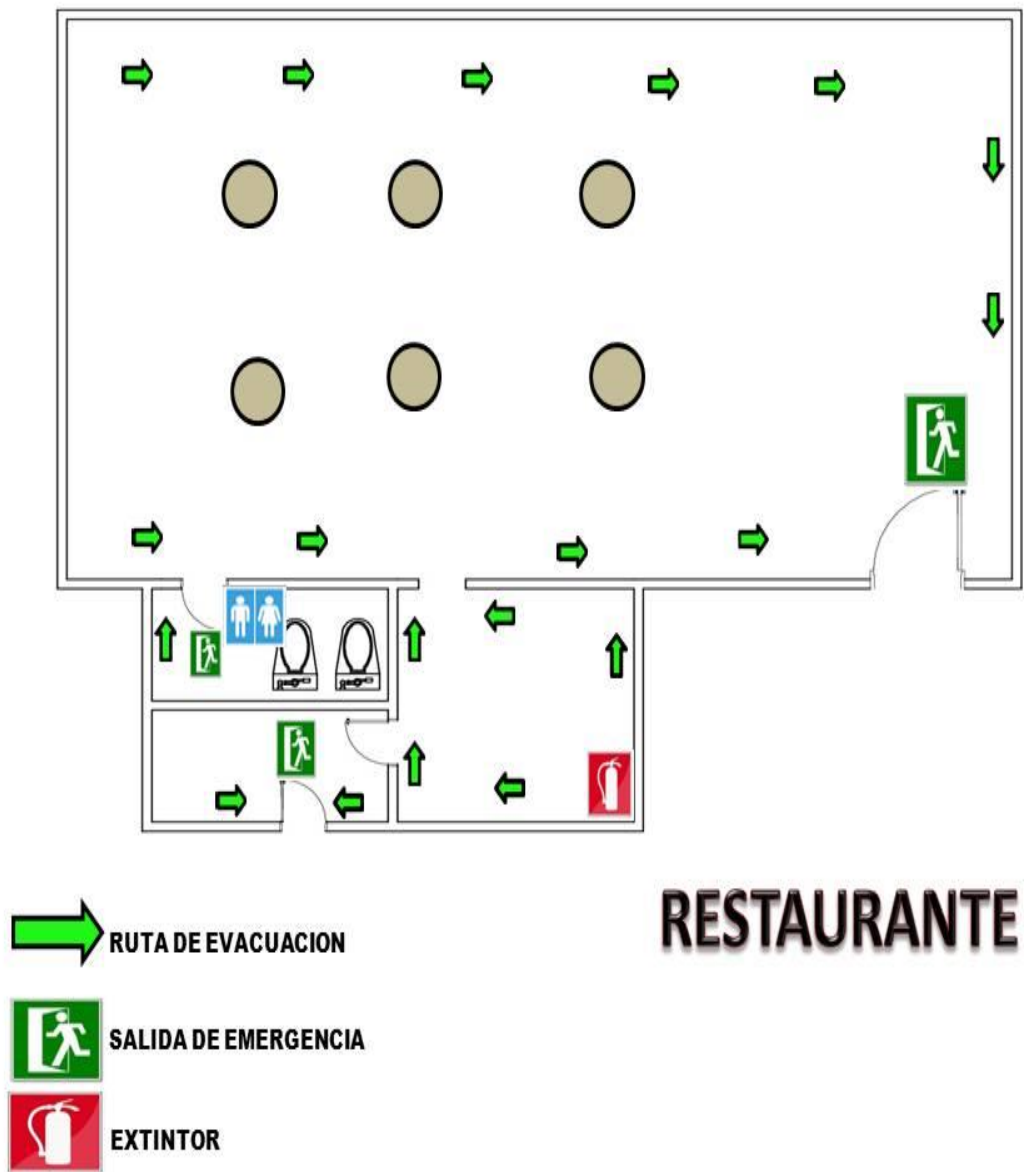 RESTAURANTE
RUTA DE EVACUACION
SALIDA DE EMERGENCIA
EXTINTOR